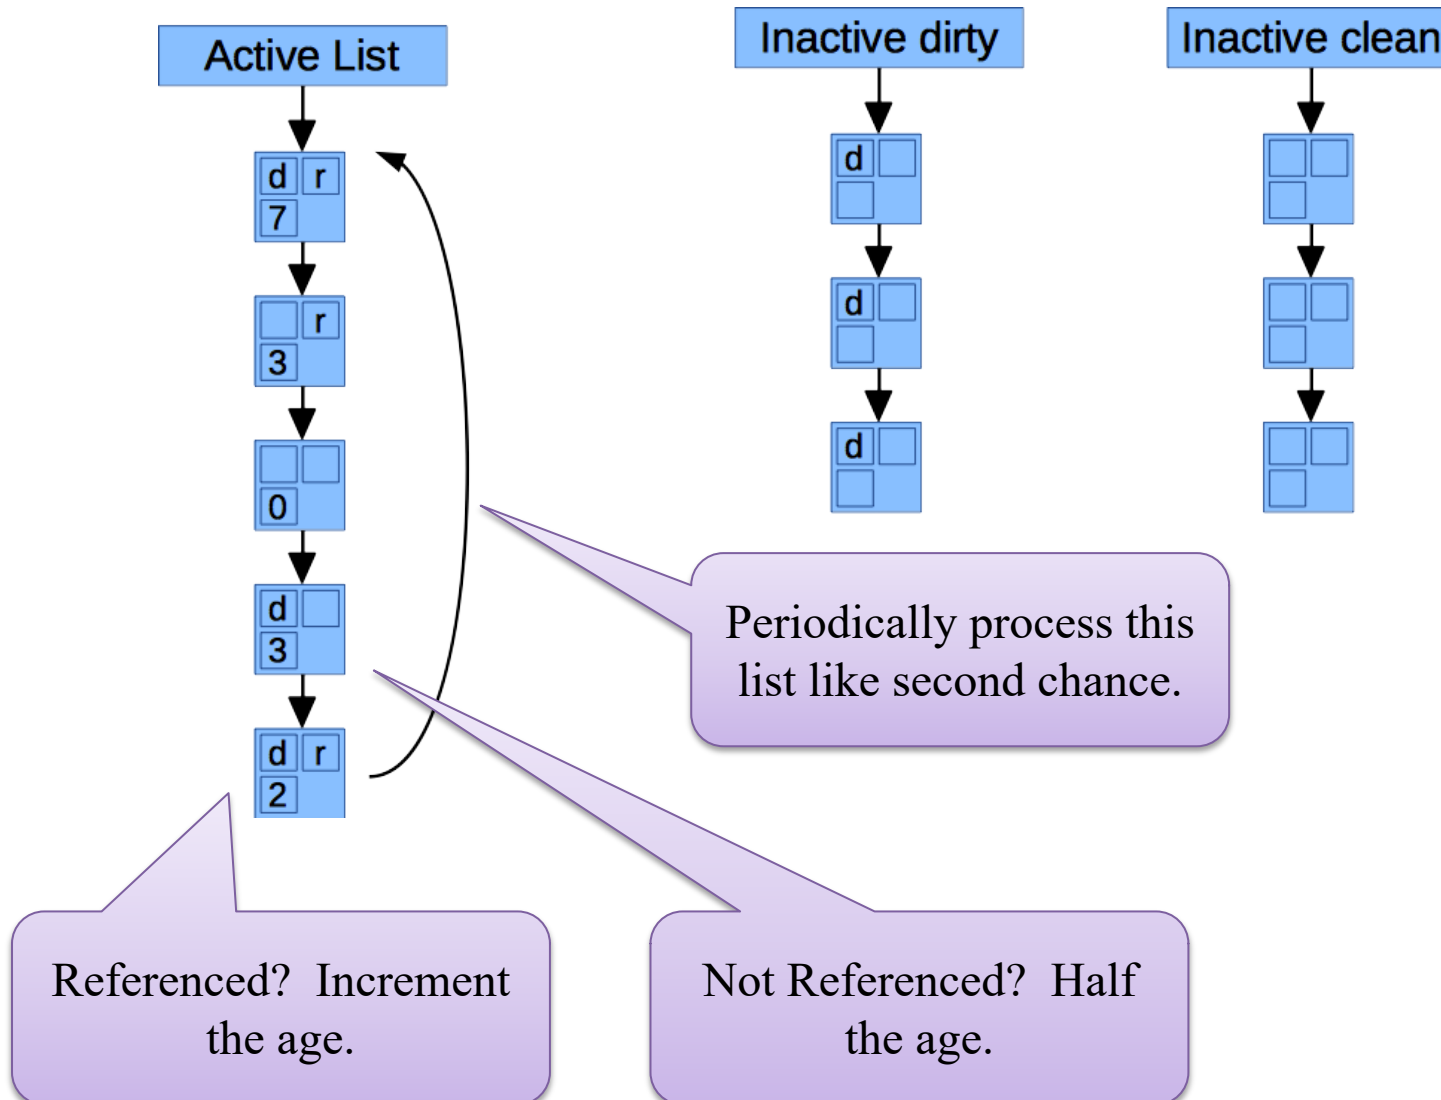 Active List
Inactive dirty
Inactive clean
d r
7
r
3
0
d
3
d r
2
d
d
d
Periodically process this
list like second chance.
Referenced? Increment
the age.
Not Referenced? Half
the age.